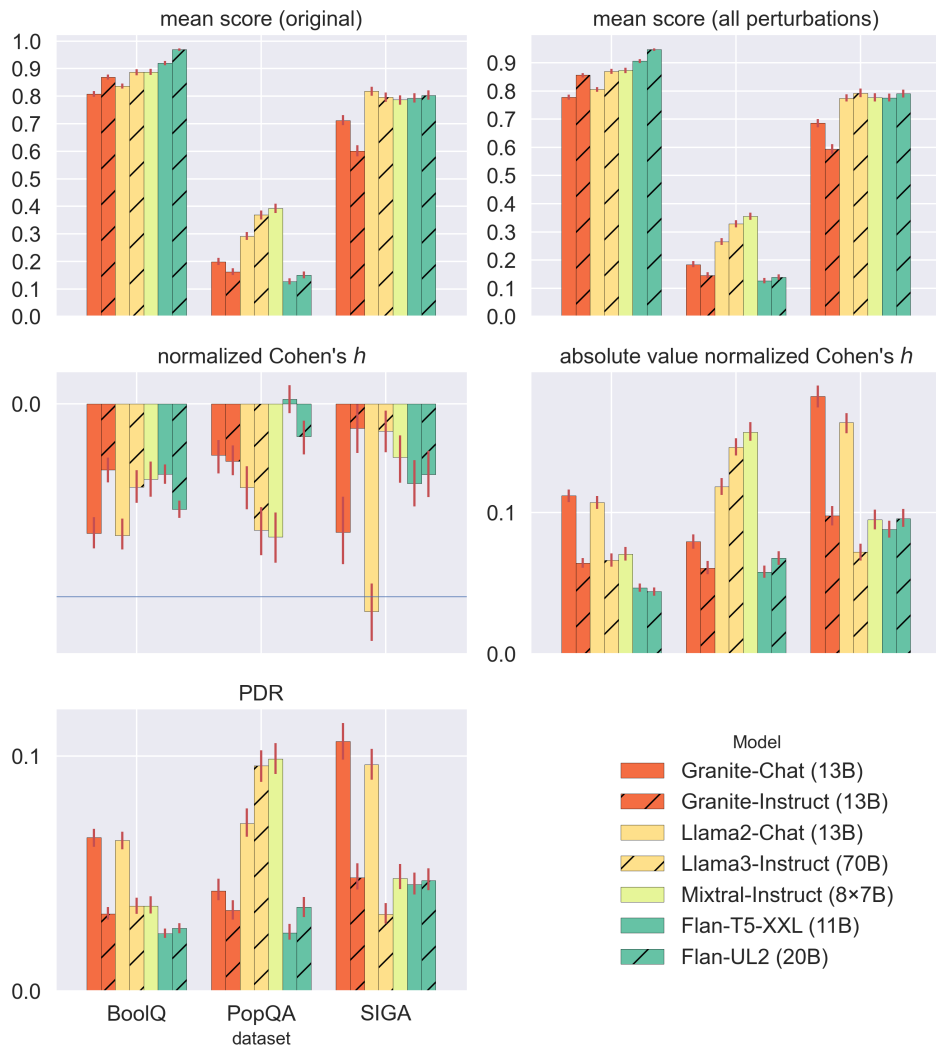 mean score (original)
1.0
0.9
0.8
0.7
0.6
0.5
0.4
0.3
0.2
0.1
0.0
mean score (all perturbations)
0.9
0.8
0.7
0.6
0.5
0.4
0.3
0.2
0.1
0.0
normalized Cohen's h
0.0
absolute value normalized Cohen's h
0.1
0.0
PDR
0.1
0.0
BoolQ PopQA SIGA
dataset
Model
Granite-Chat (13B)
Granite-Instruct (13B)
Llama2-Chat (13B)
Llama3-Instruct (70B)
Mixtral-Instruct (8×7B)
Flan-T5-XXL (11B)
Flan-UL2 (20B)